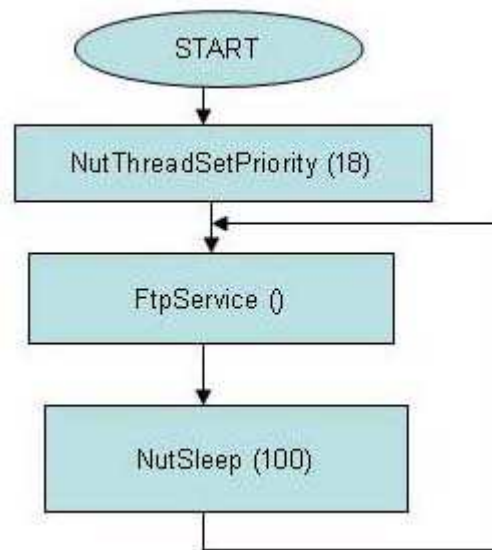 START
NutThreadSetPriority (18)
FtpService ()
NutSleep (100)